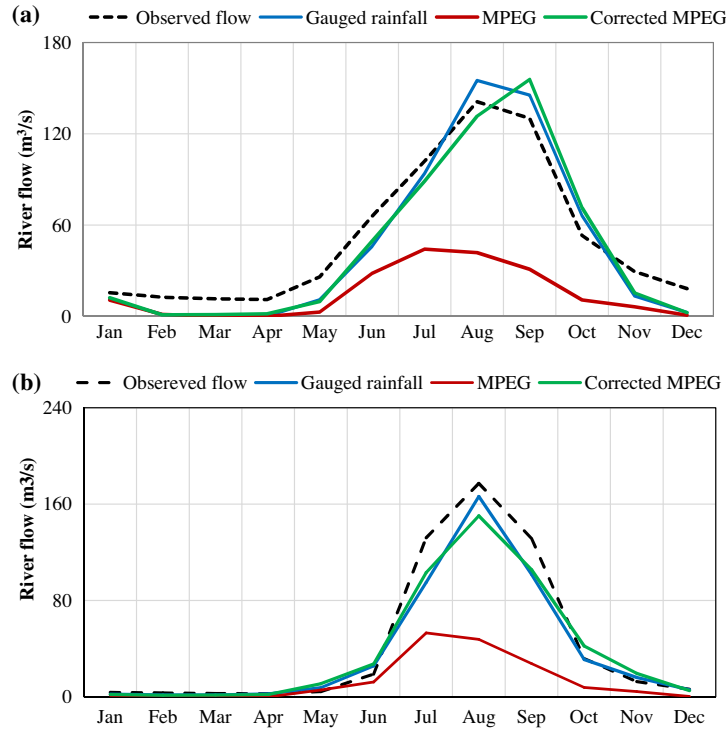 (a)
Observed flow Gauged rainfall MPEG Corrected MPEG
River flow (m³/s)
180
120
60
0
Jan Feb Mar Apr May Jun Jul Aug Sep Oct Nov Dec
(b)
Obsereved flow Gauged rainfall MPEG Corrected MPEG
River flow (m3/s)
240
160
80
0
Jan Feb Mar Apr May Jun Jul Aug Sep Oct Nov Dec